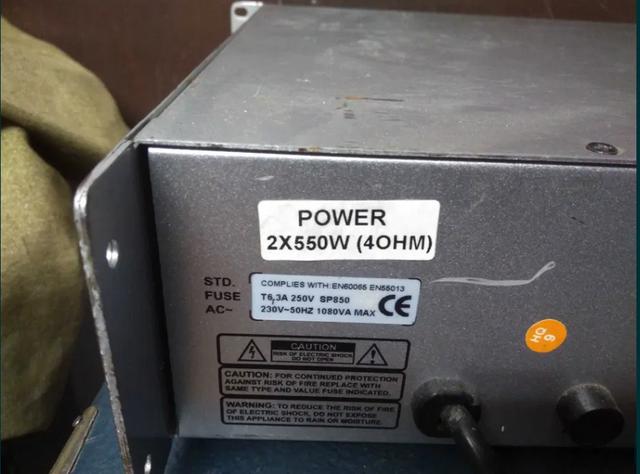 POWER
2X550W (4OHM)
STD.
FUSE
AC~
COMPLIES WITH:EN60065 EN55013
T6,3A 250V SP850
230V~50HZ 1080VA MAX CE
CAUTION
RISK OF ELECTRIC SHOCK
DO NOT OPEN
CAUTION: FOR CONTINUED PROTECTION
AGAINST RISK OF FIRE REPLACE WITH
SAME TYPE AND VALUE FUSE INDICATED.
WARNING: TO REDUCE THE RISK OF FIRE
OF ELECTRIC SHOCK, DO NOT EXPOSE
THIS APPLIANCE TO RAIN OR MOISTURE.
HQ
9